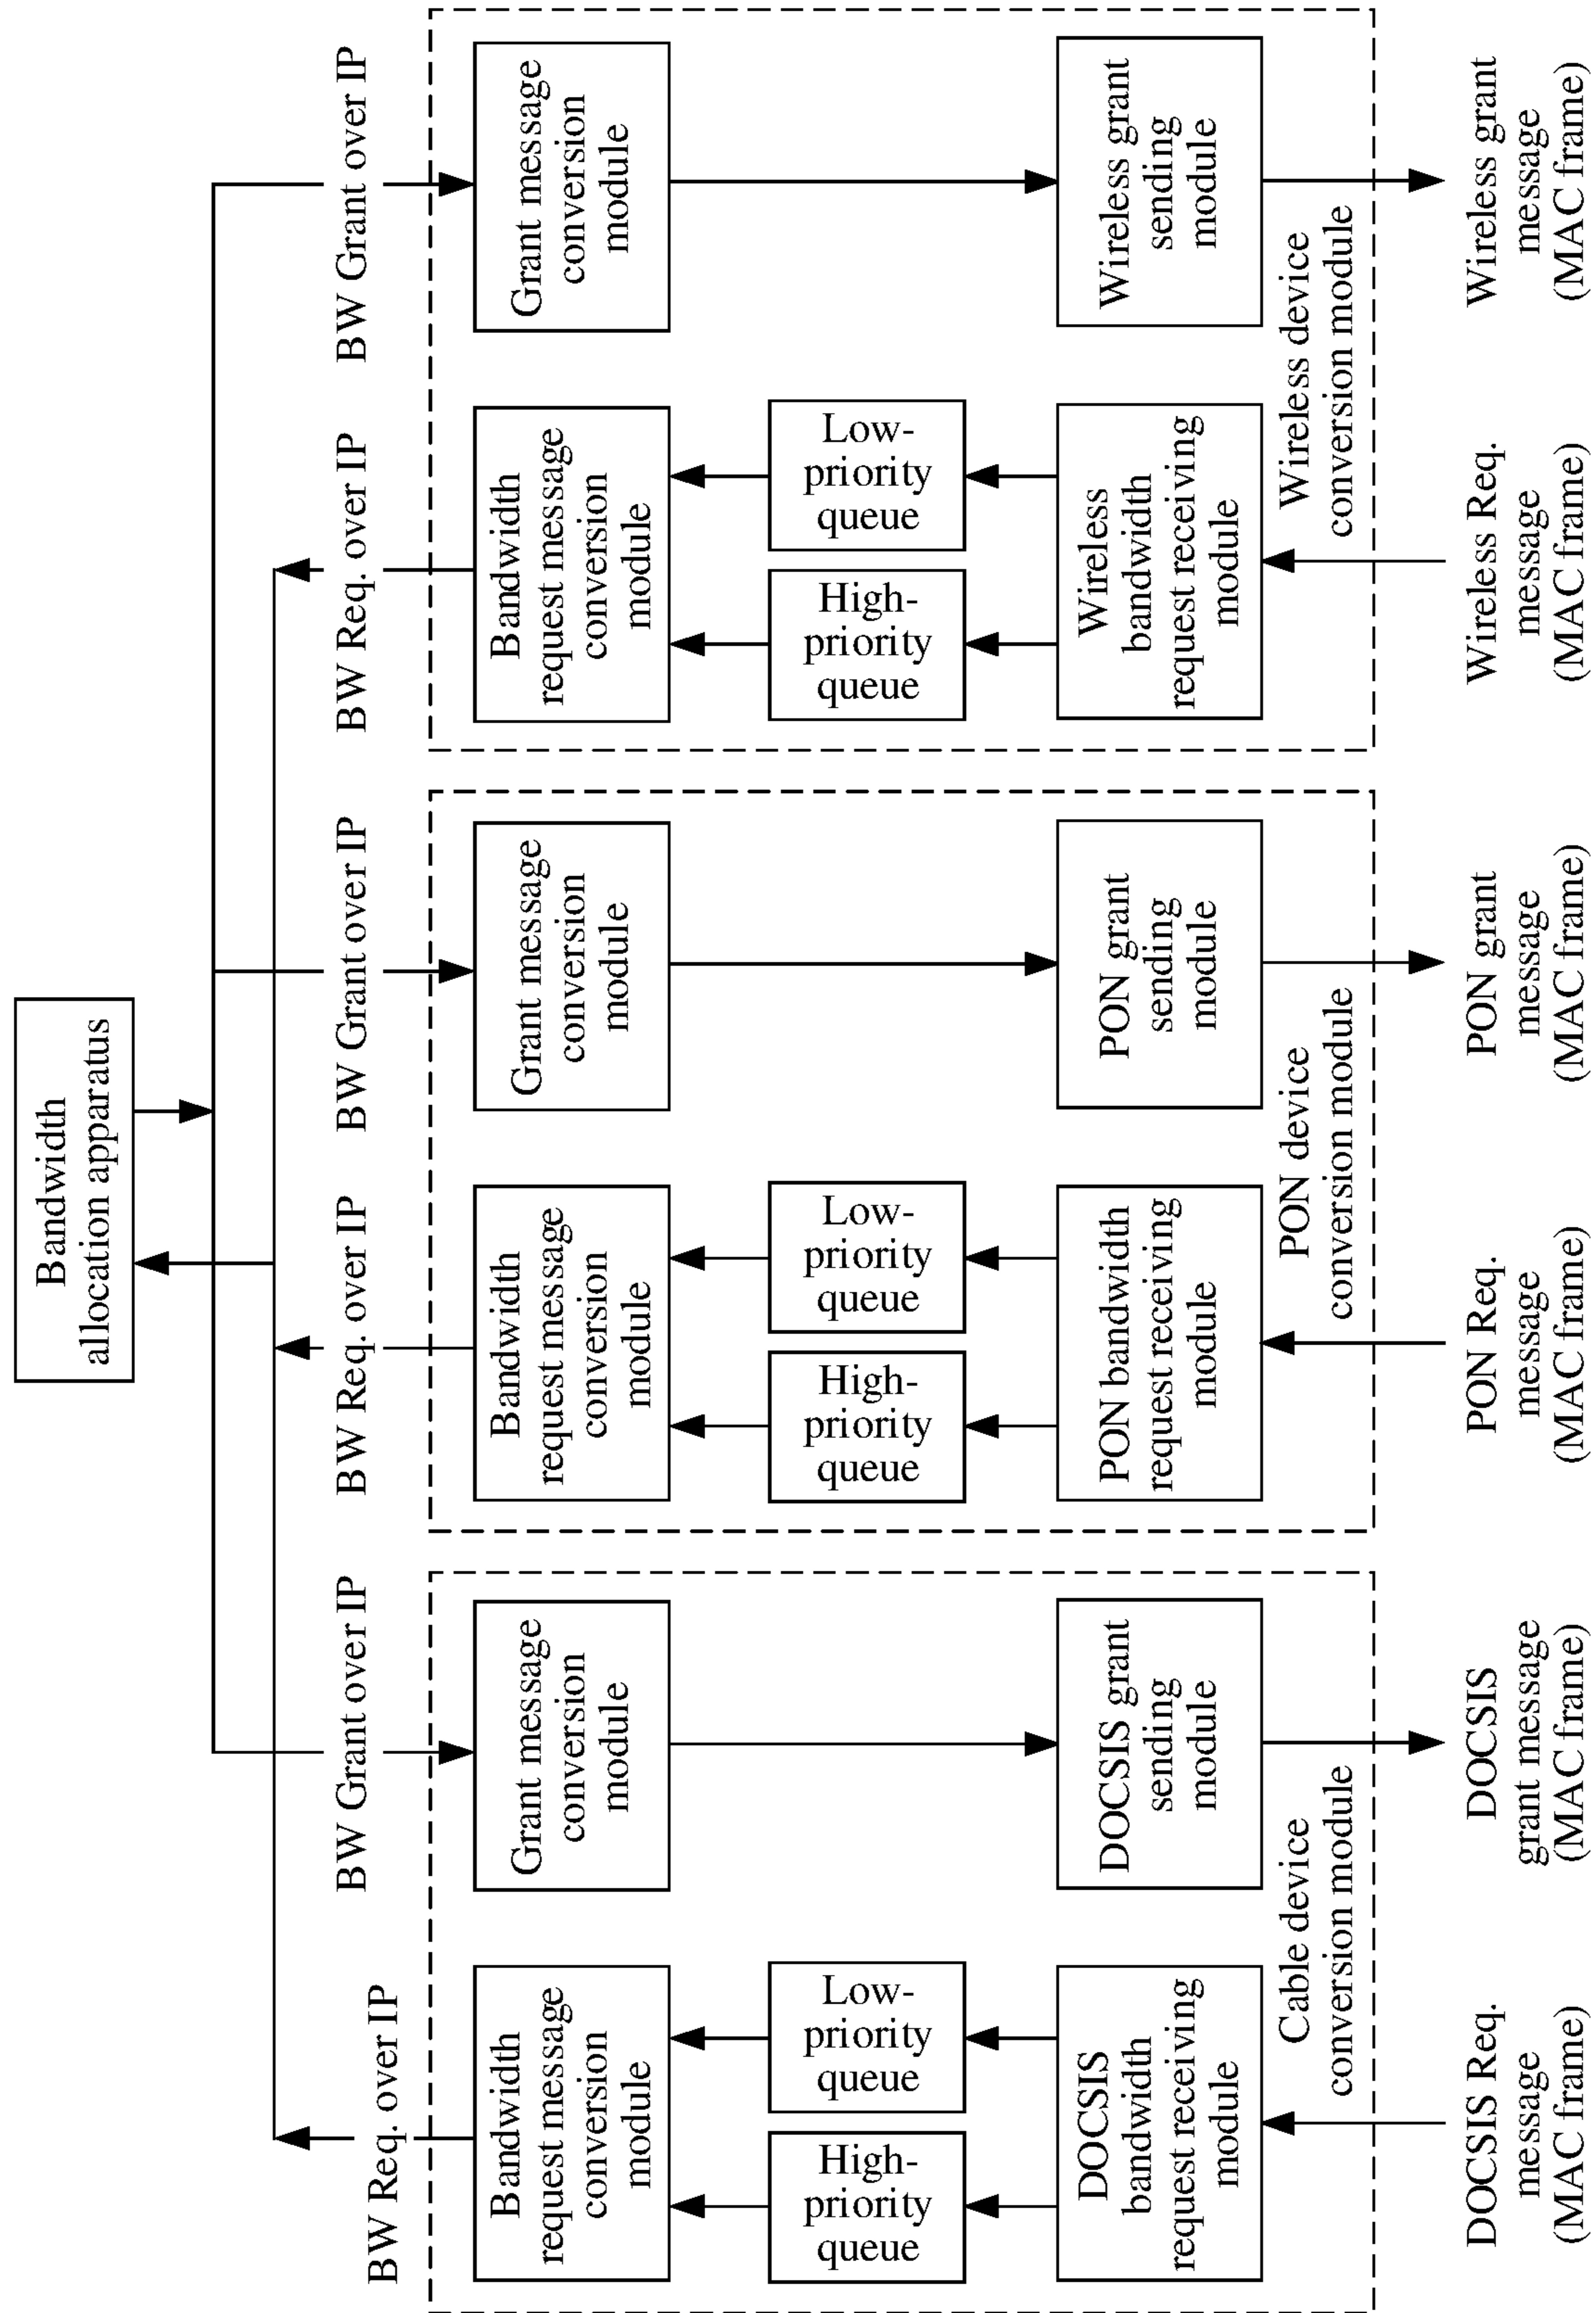 Bandwidth
allocation apparatus
BW Req. over IP
BW Grant over IP
BW Req. over IP
BW Grant over IP
BW Req. over IP
BW Grant over IP
Bandwidth
request message
conversion
module
Grant message
conversion
module
High-
priority
queue
Low-
priority
queue
DOCSIS
bandwidth
request receiving
module
DOCSIS grant
sending
module
Cable device
conversion module
DOCSIS Req.
message
(MAC frame)
DOCSIS
grant message
(MAC frame)
Bandwidth
request message
conversion
module
Grant message
conversion
module
High-
priority
queue
Low-
priority
queue
PON bandwidth
request receiving
module
PON grant
sending
module
PON device
conversion module
PON Req.
message
(MAC frame)
PON grant
message
(MAC frame)
Bandwidth
request message
conversion
module
Grant message
conversion
module
High-
priority
queue
Low-
priority
queue
Wireless
bandwidth
request receiving
module
Wireless grant
sending
module
Wireless device
conversion module
Wireless Req.
message
(MAC frame)
Wireless grant
message
(MAC frame)